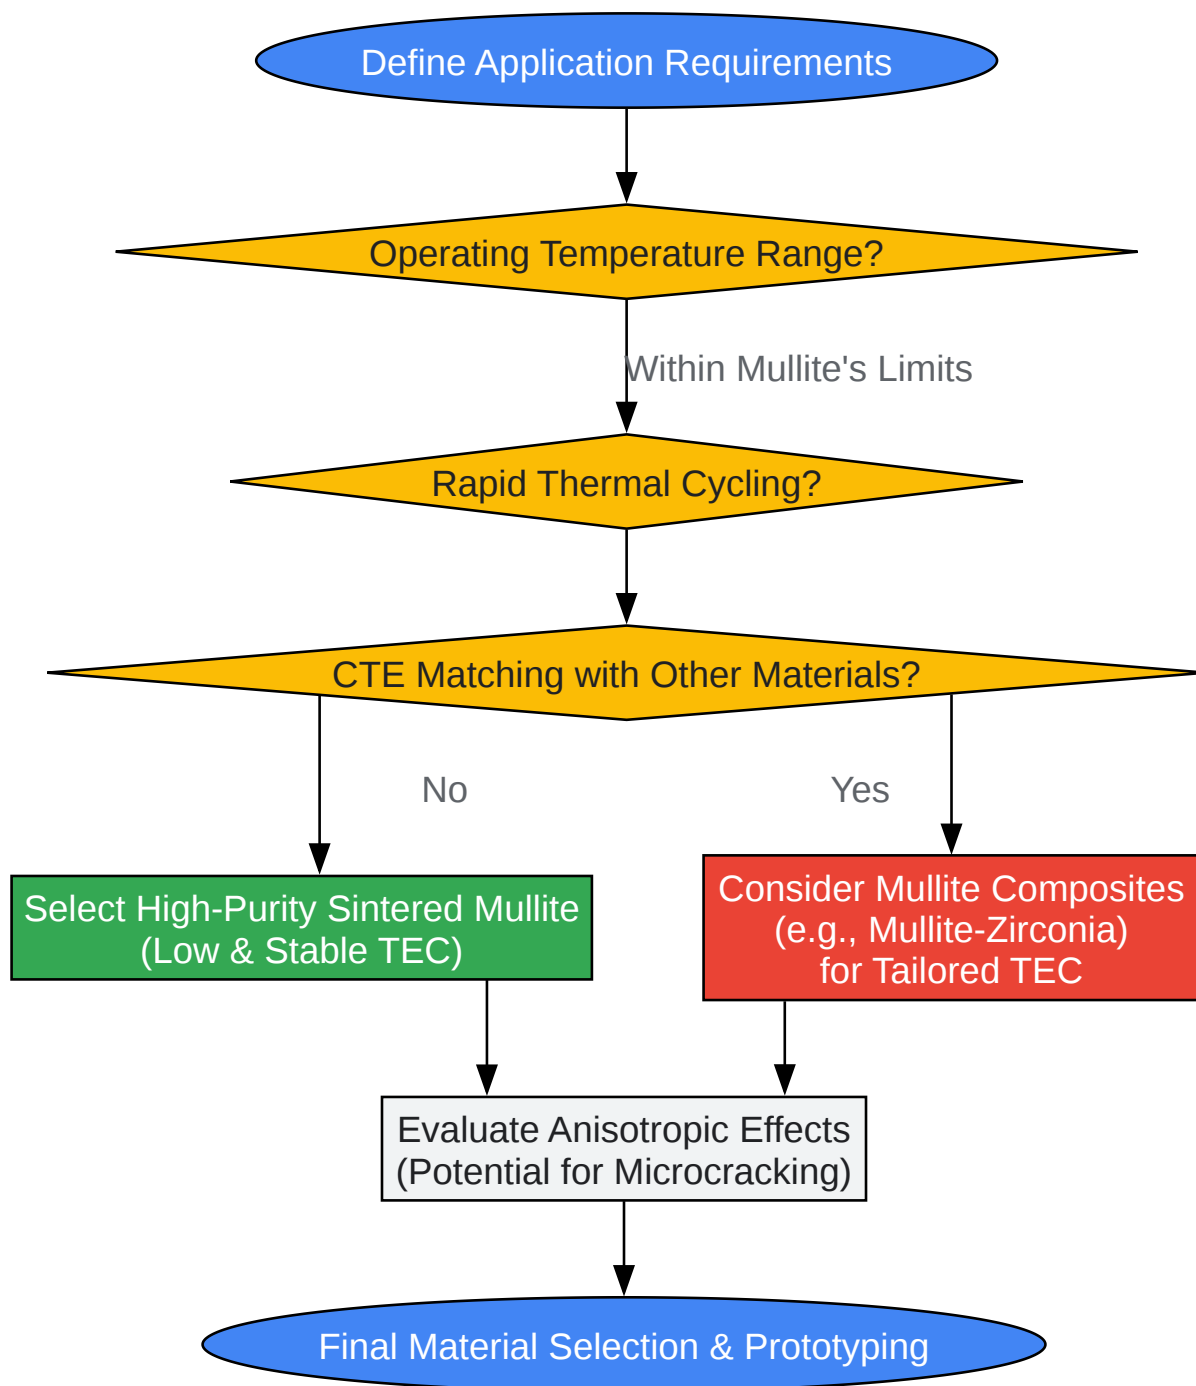 Define Application Requirements
Operating Temperature Range?
Within Mullite's Limits
Rapid Thermal Cycling?
CTE Matching with Other Materials?
No
Yes
Select High-Purity Sintered Mullite
(Low & Stable TEC)
Consider Mullite Composites
(e.g., Mullite-Zirconia)
for Tailored TEC
Evaluate Anisotropic Effects
(Potential for Microcracking)
Final Material Selection & Prototyping